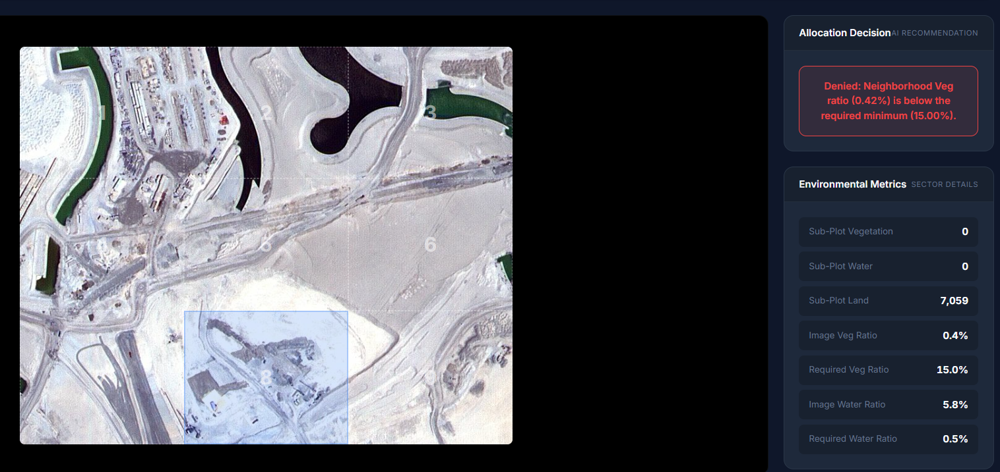 1
2
3
5
6
8
Allocation Decision AI RECOMMENDATION
Denied: Neighborhood Veg
ratio (0.42%) is below the
required minimum (15.00%).
Environmental Metrics SECTOR DETAILS
Sub-Plot Vegetation 0
Sub-Plot Water 0
Sub-Plot Land 7,059
Image Veg Ratio 0.4%
Required Veg Ratio 15.0%
Image Water Ratio 5.8%
Required Water Ratio 0.5%